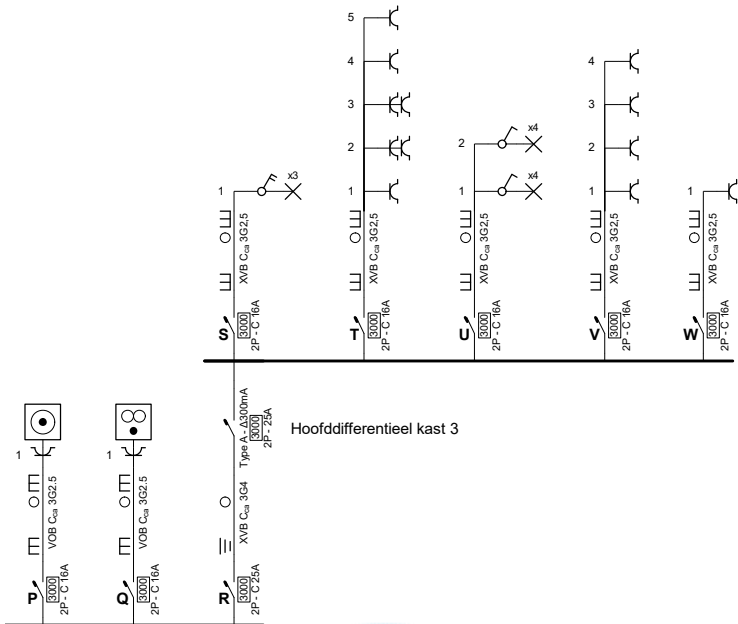 5
4
3
2
1
2
x4
1
x4
4
3
2
1
1
x3
1
XVB Cca 3G2,5
XVB Cca 3G2,5
XVB Cca 3G2,5
XVB Cca 3G2,5
XVB Cca 3G2,5
S
3000
2P - C 16A
T
3000
2P - C 16A
U
3000
2P - C 16A
V
3000
2P - C 16A
W
3000
2P - C 16A
Type A - Δ300mA
3000
2P - 25A
Hoofddifferentieel kast 3
1
1
VOB Cca 3G2.5
VOB Cca 3G2.5
XVB Cca 3G4
P
3000
2P - C 16A
Q
3000
2P - C 16A
R
3000
2P - C 25A